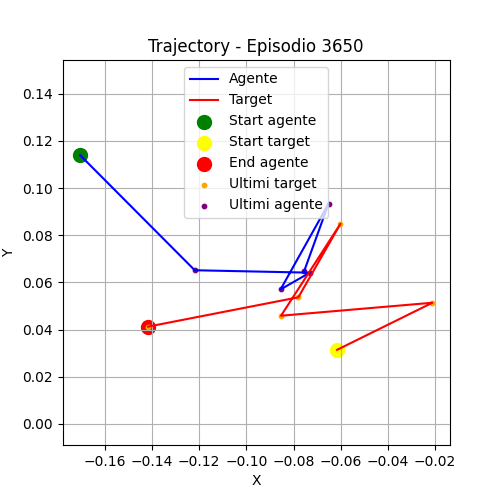 Trajectory - Episodio 3650
Agente
Target
Start agente
Start target
End agente
Ultimi target
Ultimi agente
Y
0.14
0.12
0.10
0.08
0.06
0.04
0.02
0.00
−0.16 −0.14 −0.12 −0.10 −0.08 −0.06 −0.04 −0.02
X